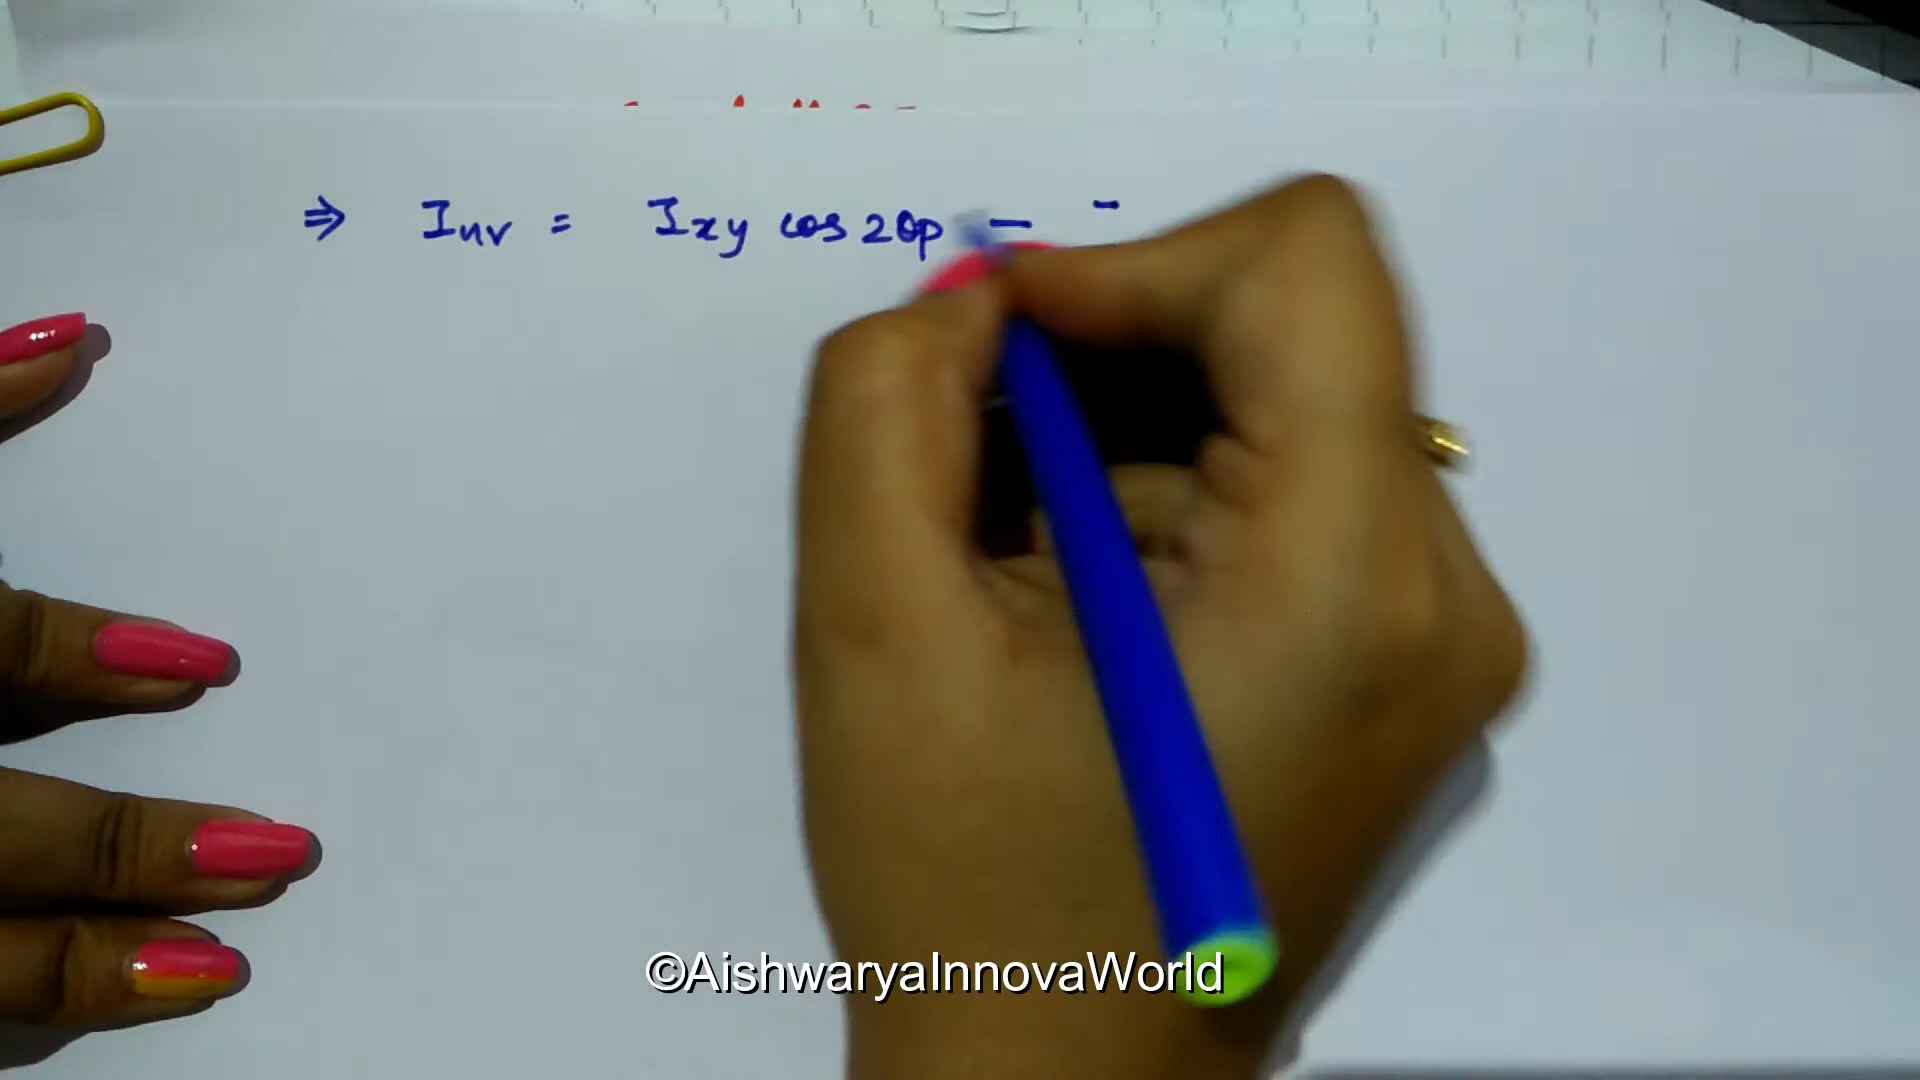 ⇒ Iuv = Ixy cos 2θp -
©AishwaryaInnovaWorld